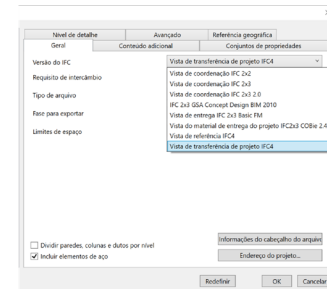 Nível de detalhe Avançado Referência geográfica
Geral Conteúdo adicional Conjuntos de propriedades
Versão do IFC Vista de transferência de projeto IFC4
Requisito de intercâmbio
Tipo de arquivo
Fase para exportar
Limites de espaço
Vista de coordenação IFC 2x2
Vista de coordenação IFC 2x3
Vista de coordenação IFC 2x3 2.0
IFC 2x3 GSA Concept Design BIM 2010
Vista de entrega IFC 2x3 Basic FM
Vista do material de entrega do projeto IFC2x3 COBie 2.4
Vista de referência IFC4
Vista de transferência de projeto IFC4
Informações do cabeçalho do arquivo
Dividir paredes, colunas e dutos por nível
Incluir elementos de aço Endereço do projeto...
Redefinir OK Cancelar